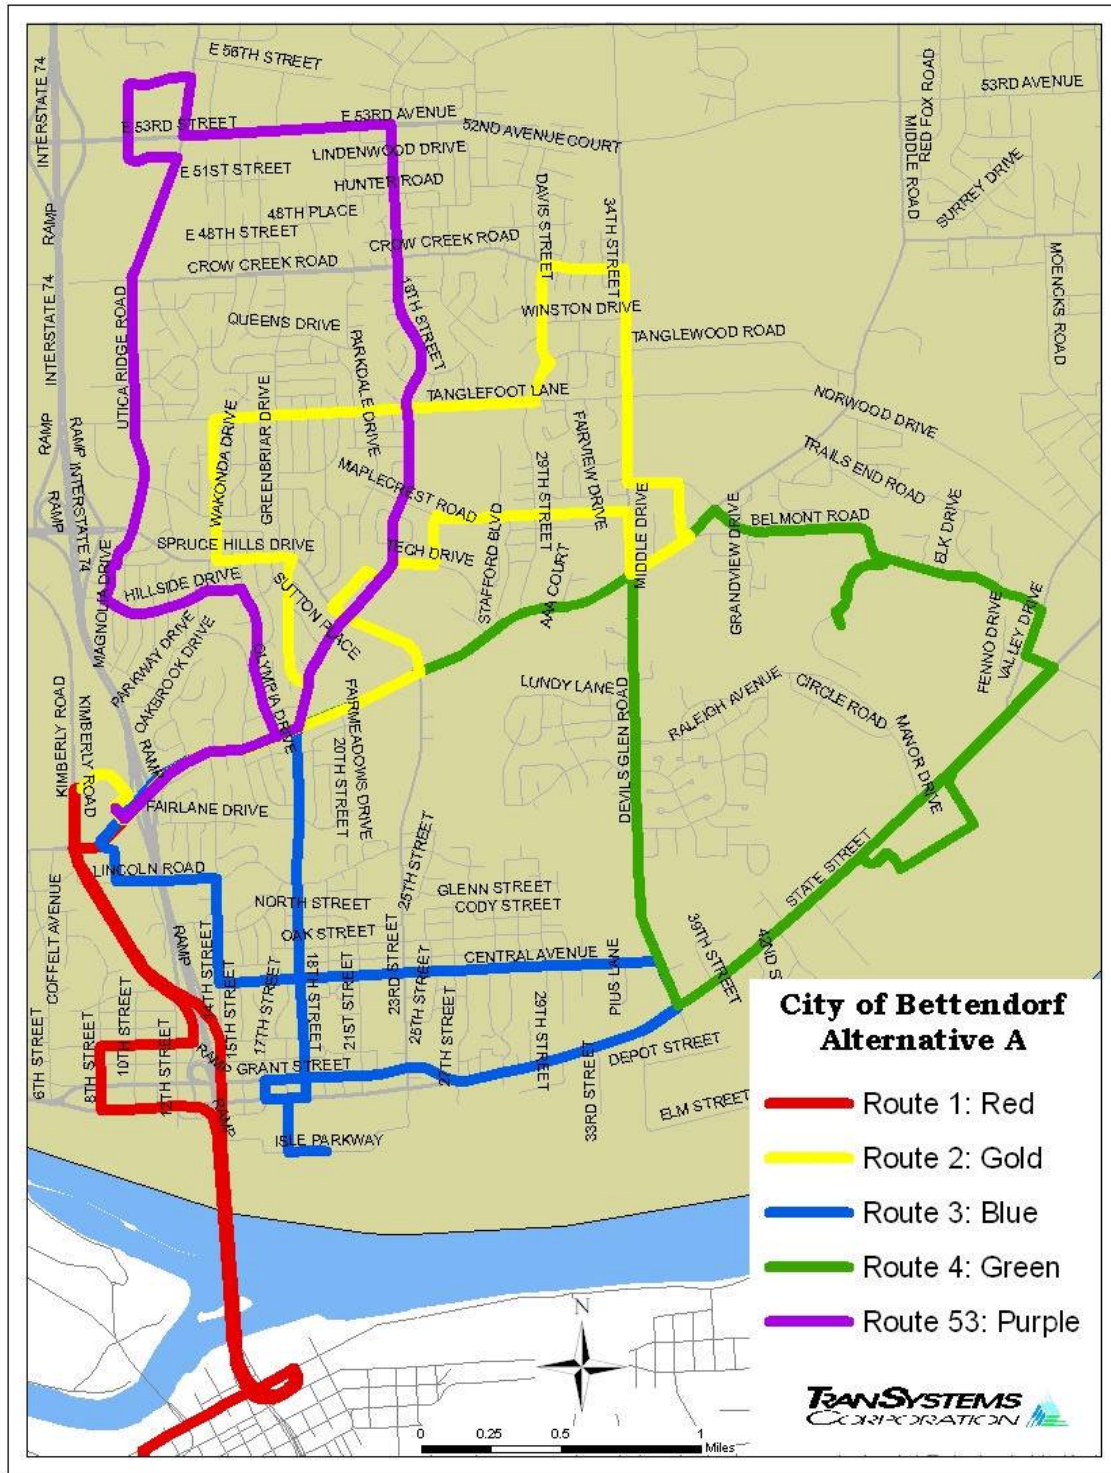 E 56TH STREET
INTERSTATE 74
53RD AVENUE
RED FOX ROAD
MIDDLE ROAD
E 53RD STREET
E 53RD AVENUE
52ND AVENUE COURT
LINDENWOOD DRIVE
E 51ST STREET
HUNTER ROAD
SURREY DRIVE
DAVIS STREET
34TH STREET
48TH PLACE
E 48TH STREET
RAMP
CROW CREEK ROAD
CROW CREEK ROAD
MOENCKS ROAD
INTERSTATE 74
UTICA RIDGE ROAD
18TH STREET
WINSTON DRIVE
QUEENS DRIVE
TANGLEWOOD ROAD
PARKDALE DRIVE
TANGLEFOOT LANE
NORWOOD DRIVE
WAKONDA DRIVE
GREENBRIAR DRIVE
FAIRVIEW DRIVE
RAMP
RAMP INTERSTATE 74
TRAILS END ROAD
MAPLECREST ROAD
29TH STREET
RAMP
STAFFORD BLVD
MIDDLE DRIVE
GRANDVIEW DRIVE
BELMONT ROAD
ELK DRIVE
SPRUCE HILLS DRIVE
TECH DRIVE
AAA COURT
MAGNOLIA DRIVE
HILLSIDE DRIVE
SUTTON PLACE
FENNO DRIVE
VALLEY DRIVE
PARKWAY DRIVE
OAKBROOK DRIVE
OLYMPIA DRIVE
FAIRMEADOWS DRIVE
20TH STREET
LUNDY LANE
DEVILS GLEN ROAD
RALEIGH AVENUE
CIRCLE ROAD
MANOR DRIVE
KIMBERLY ROAD
KIMBERLY ROAD
RAMP
FAIRLANE DRIVE
25TH STREET
STATE STREET
LINCOLN ROAD
GLENN STREET
CODY STREET
NORTH STREET
COFFELT AVENUE
OAK STREET
CENTRAL AVENUE
PIUS LANE
39TH STREET
42ND S
RAMP
14TH STREET
15TH STREET
17TH STREET
18TH STREET
21ST STREET
23RD STREET
25TH STREET
27TH STREET
29TH STREET
33RD STREET
DEPOT STREET
6TH STREET
8TH STREET
10TH STREET
12TH STREET
RAMP
GRANT STREET
RAMP
ELM STREET
ISLE PARKWAY
City of Bettendorf
Alternative A
Route 1: Red
Route 2: Gold
Route 3: Blue
Route 4: Green
Route 53: Purple
N
TRANSYSTEMS
CORPORATION
0 0.25 0.5 1
Miles